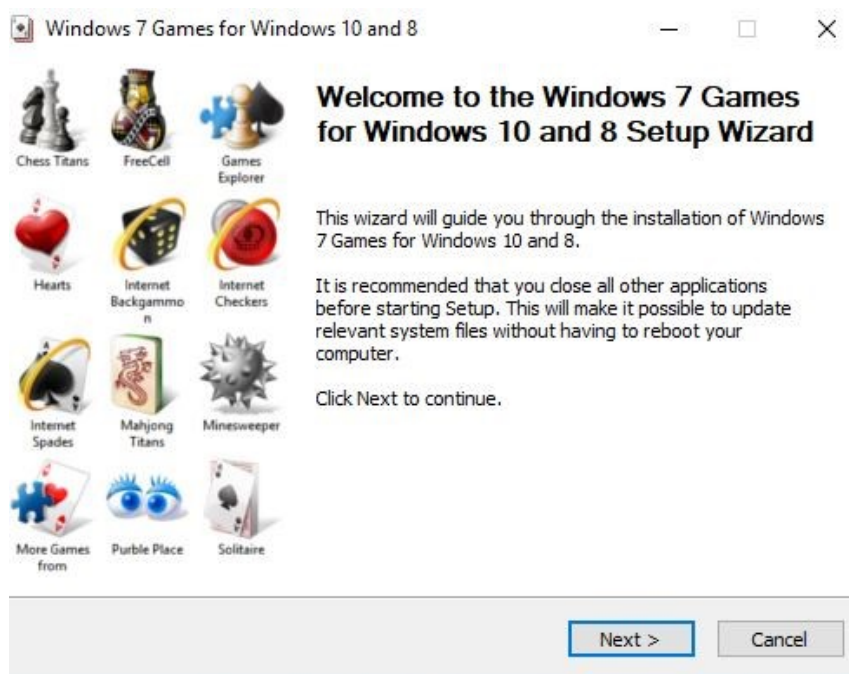 Windows 7 Games for Windows 10 and 8
Chess Titans
FreeCell
Games
Explorer
Hearts
Internet
Backgammo
n
Internet
Checkers
Internet
Spades
Mahjong
Titans
Minesweeper
More Games
from
Purble Place
Solitaire
Welcome to the Windows 7 Games
for Windows 10 and 8 Setup Wizard
This wizard will guide you through the installation of Windows
7 Games for Windows 10 and 8.
It is recommended that you close all other applications
before starting Setup. This will make it possible to update
relevant system files without having to reboot your
computer.
Click Next to continue.
Next >
Cancel